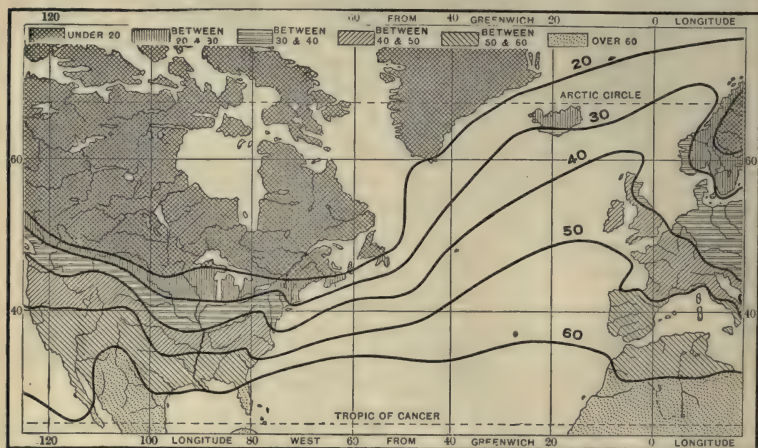 120 60 FROM 40 GREENWICH 20 0 LONGITUDE
UNDER 20
BETWEEN
20 & 30
BETWEEN
30 & 40
BETWEEN
40 & 50
BETWEEN
50 & 60
OVER 60
20
ARCTIC CIRCLE
30
60 60
40
50
40 40
60
TROPIC OF CANCER
120 100 LONGITUDE 80 WEST 60 FROM 40 GREENWICH 20 0 LONGITUDE